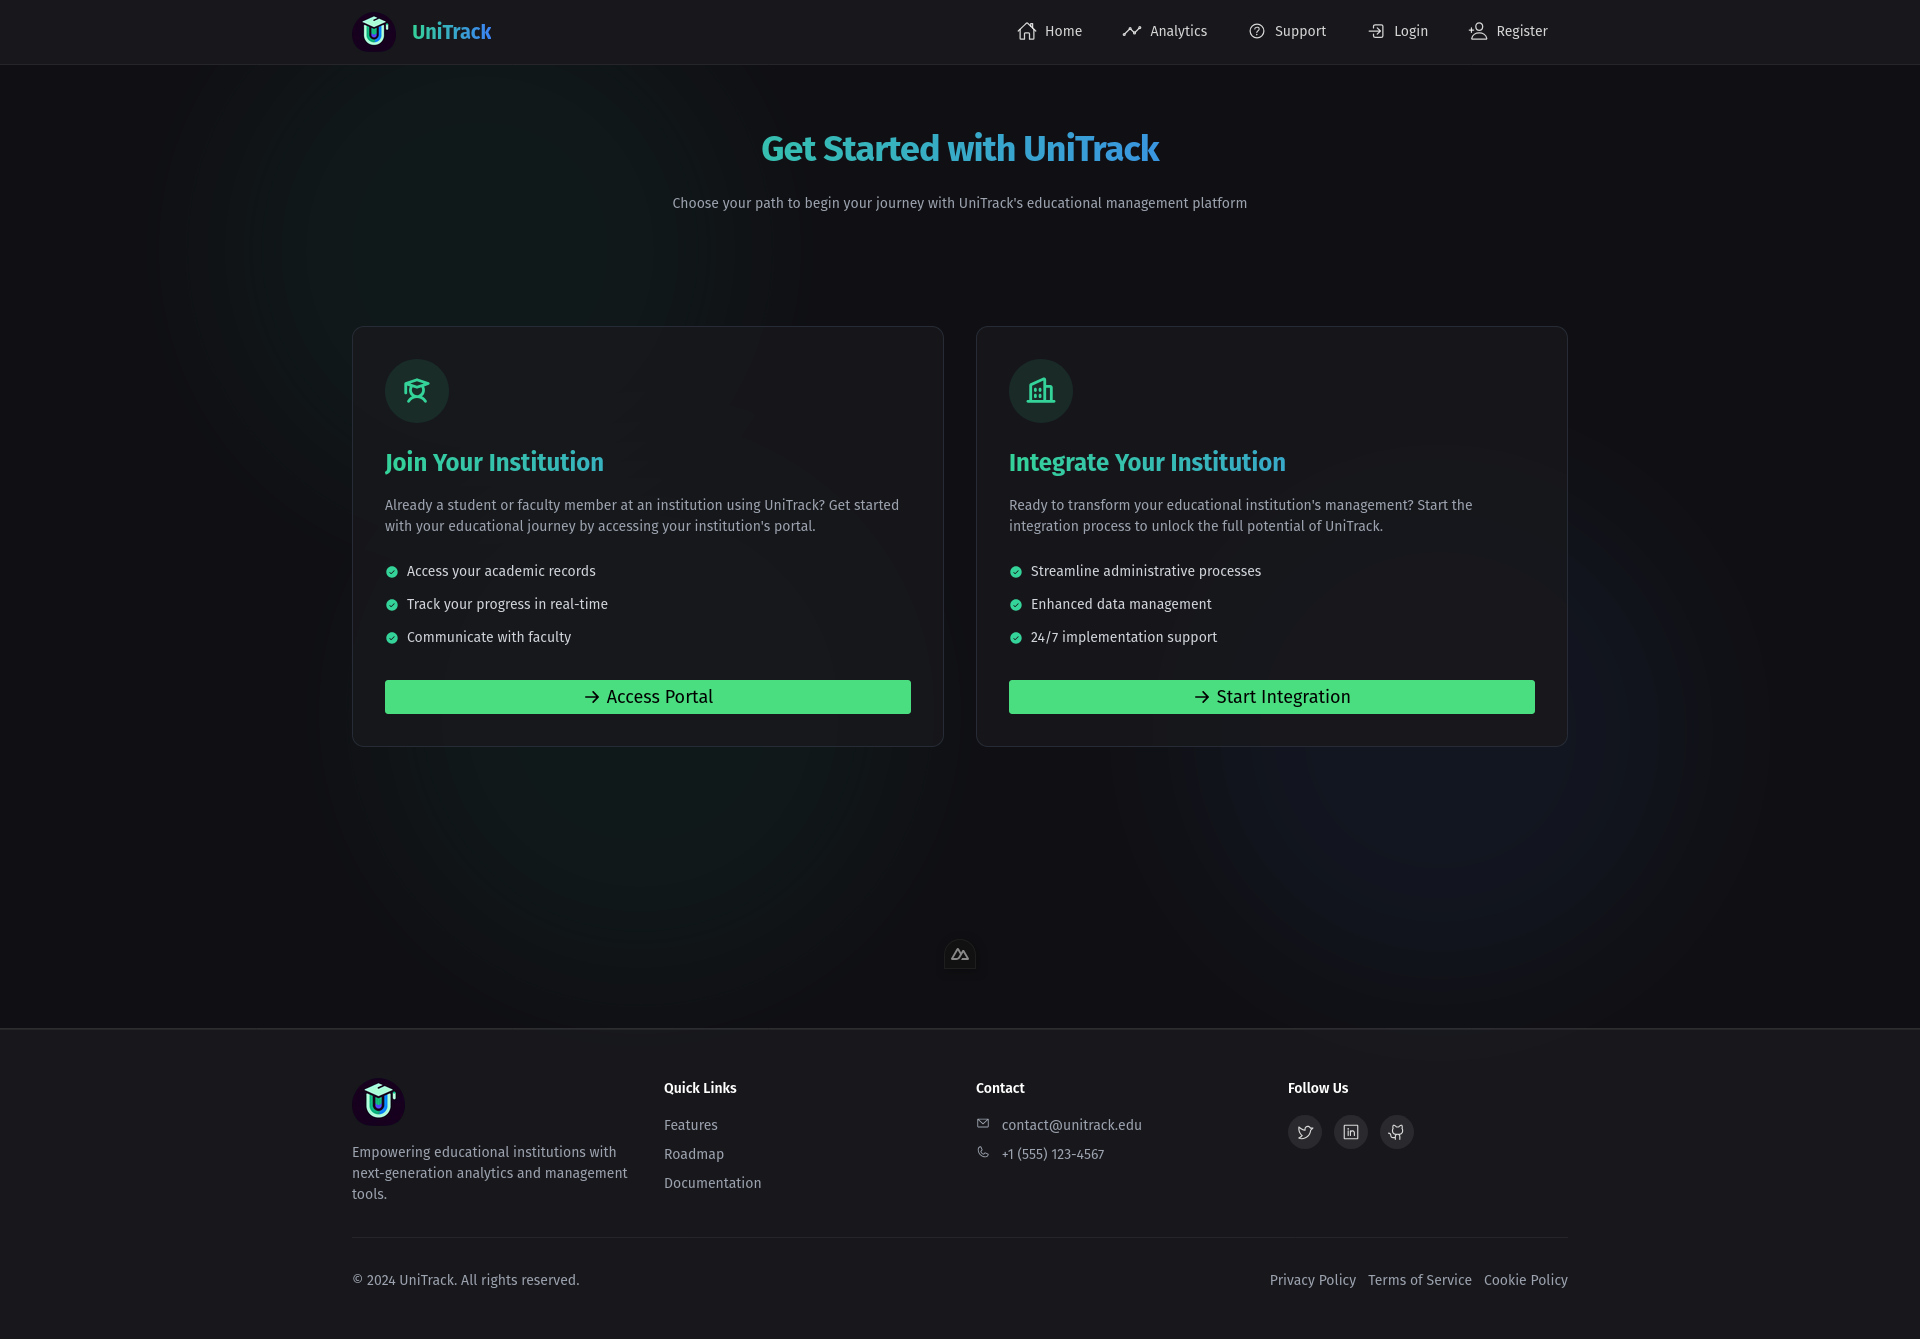 UniTrack
Home
Analytics
Support
Login
Register
Get Started with UniTrack
Choose your path to begin your journey with UniTrack's educational management platform
Join Your Institution
Already a student or faculty member at an institution using UniTrack? Get started
with your educational journey by accessing your institution's portal.
Access your academic records
Track your progress in real-time
Communicate with faculty
→ Access Portal
Integrate Your Institution
Ready to transform your educational institution's management? Start the
integration process to unlock the full potential of UniTrack.
Streamline administrative processes
Enhanced data management
24/7 implementation support
→ Start Integration
Empowering educational institutions with
next-generation analytics and management
tools.
Quick Links
Features
Roadmap
Documentation
Contact
contact@unitrack.edu
+1 (555) 123-4567
Follow Us
© 2024 UniTrack. All rights reserved.
Privacy Policy
Terms of Service
Cookie Policy